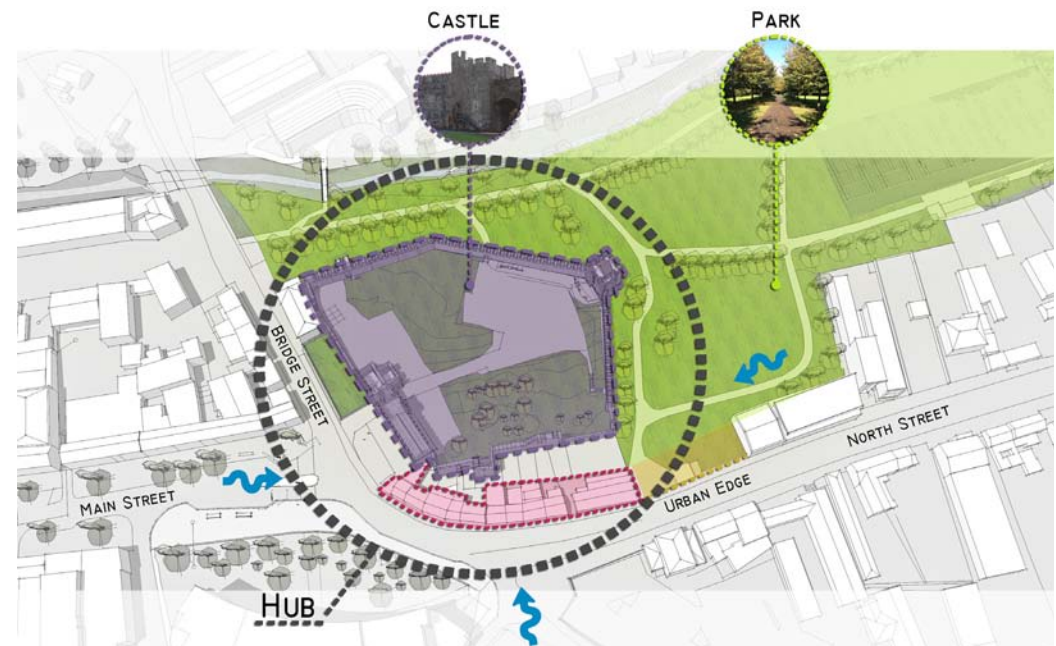 CASTLE
PARK
BRIDGE STREET
NORTH STREET
MAIN STREET
URBAN EDGE
HUB